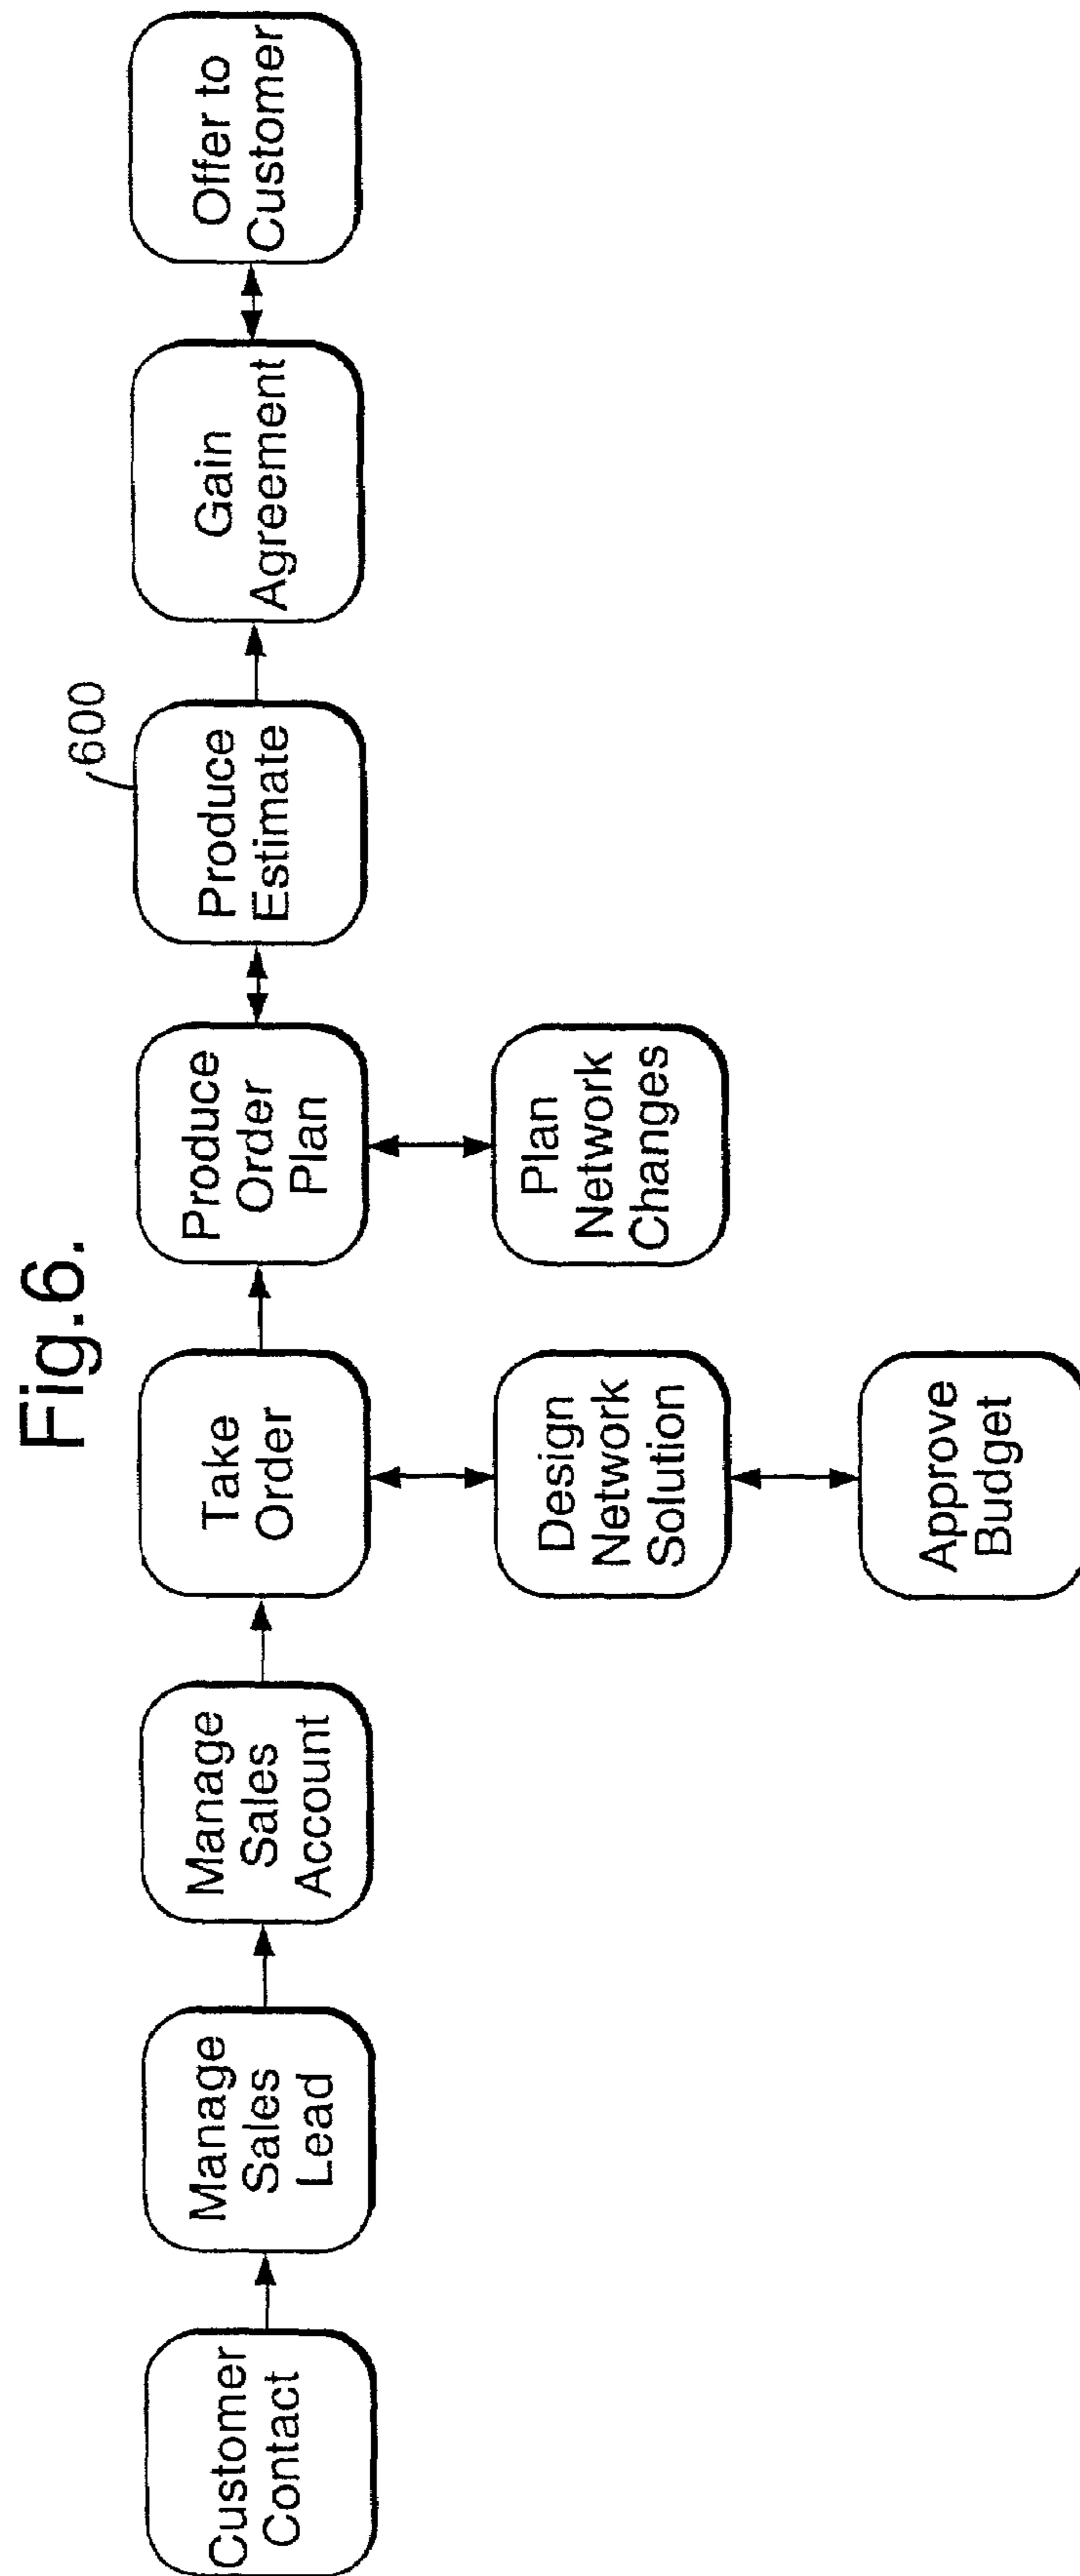 Fig.6.
Customer
Contact
Manage
Sales
Lead
Manage
Sales
Account
Take
Order
Produce
Order
Plan
600
Produce
Estimate
Gain
Agreement
Offer to
Customer
Design
Network
Solution
Plan
Network
Changes
Approve
Budget